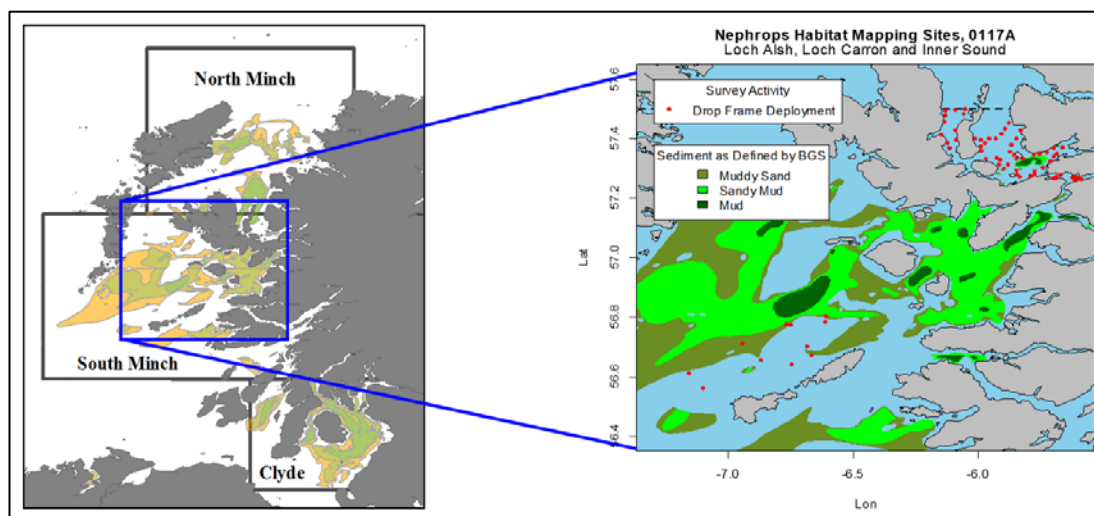 North Minch
South Minch
Clyde
Nephrops Habitat Mapping Sites, 0117A
Loch Alsh, Loch Carron and Inner Sound
Survey Activity
Drop Frame Deployment
Sediment as Defined by BGS
Muddy Sand
Sandy Mud
Mud
Lat
57.6
57.4
57.2
57.0
56.8
56.6
56.4
-7.0 -6.5 -6.0
Lon